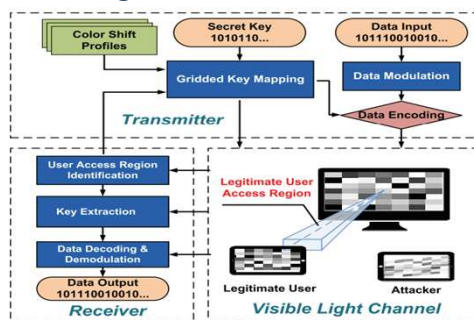 Color Shift
Profiles
Secret Key
1010110...
Data Input
101110010010...
Gridded Key Mapping
Data Modulation
Data Encoding
Transmitter
User Access Region
Identification
Key Extraction
Data Decoding &
Demodulation
Data Output
101110010010...
Receiver
Legitimate User
Access Region
Legitimate User
Attacker
Visible Light Channel